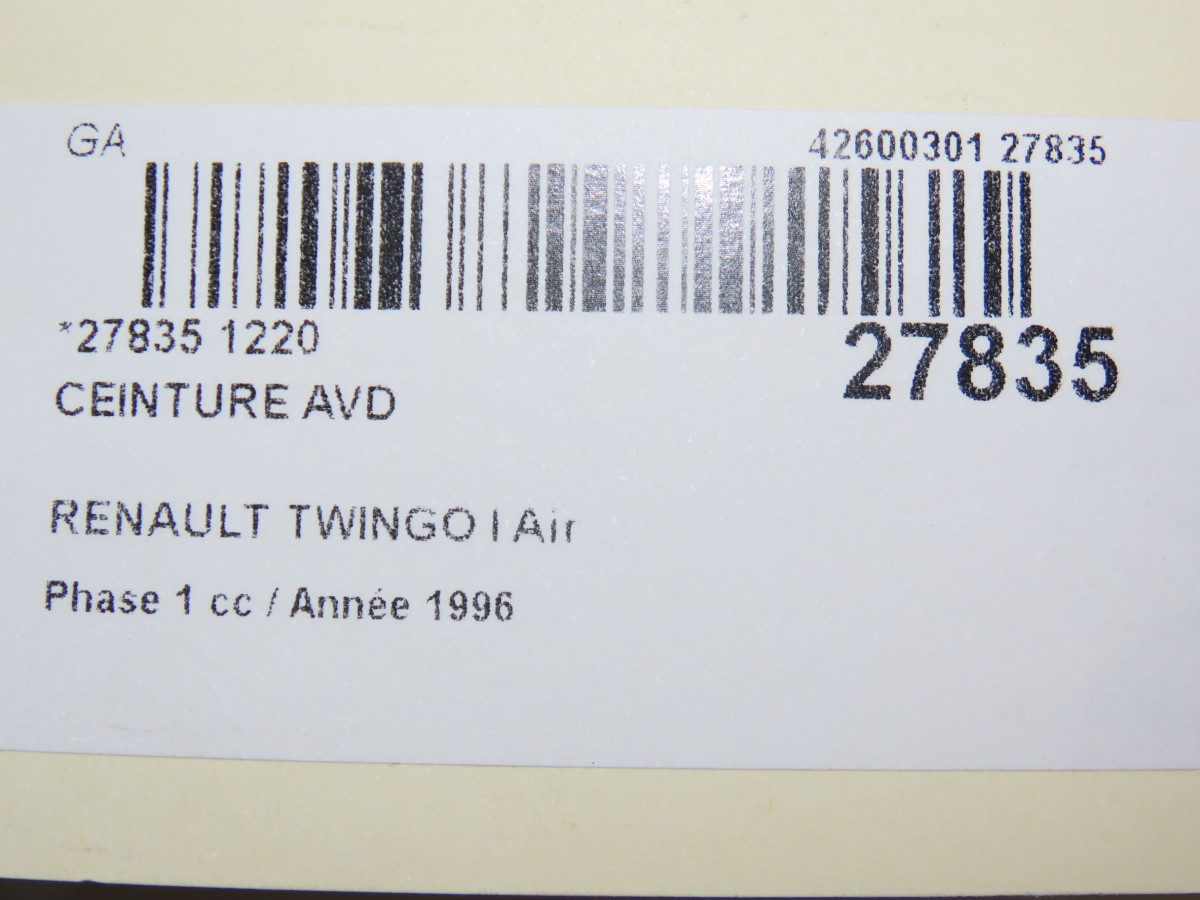 GA 42600301 27835
*27835 1220 27835
CEINTURE AVD
RENAULT TWINGO I Air
Phase 1 cc / Année 1996